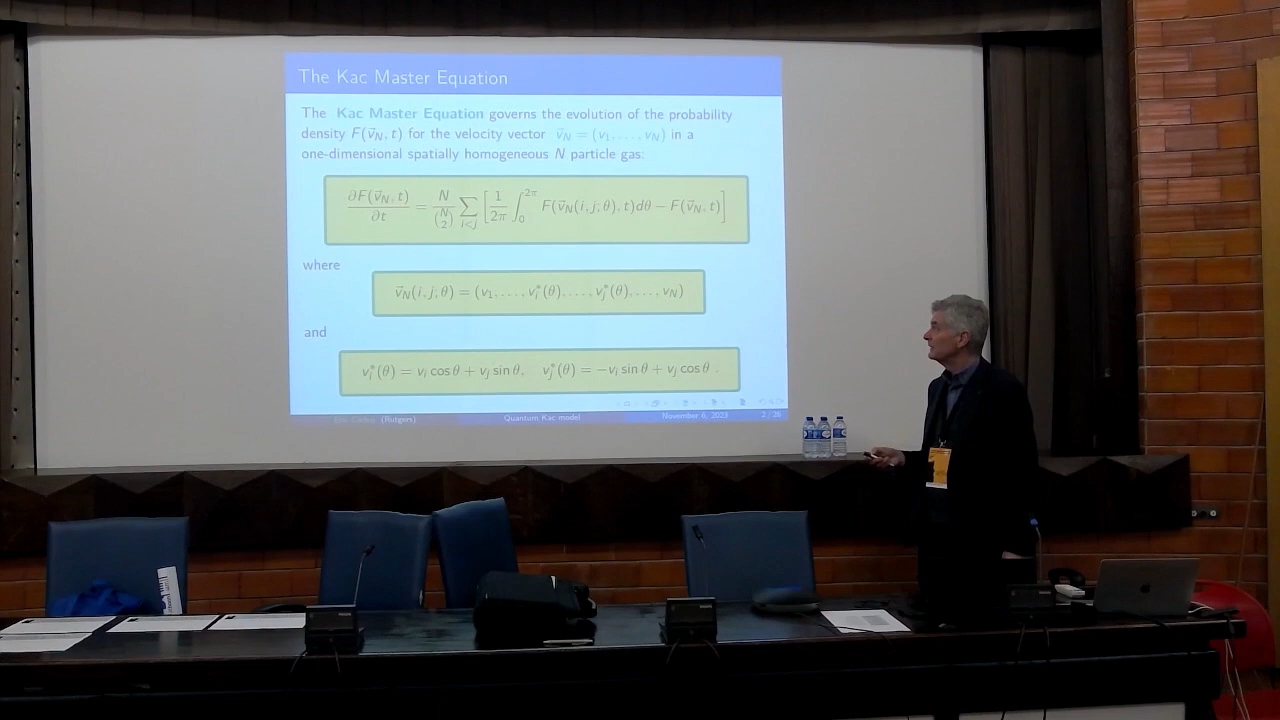 The Kac Master Equation
The Kac Master Equation governs the evolution of the probability
density F(v⃗_N, t) for the velocity vector v⃗_N = (v_1, . . . , v_N) in a
one-dimensional spatially homogeneous N particle gas:
∂F(v⃗_N, t)/∂t = N/(N choose 2) ∑_{i<j} [ 1/2π ∫_0^{2π} F(v⃗_N(i, j; θ), t)dθ − F(v⃗_N, t) ]
where
v⃗_N(i, j; θ) = (v_1, . . . , v_i^*(θ), . . . , v_j^*(θ), . . . , v_N)
and
v_i^*(θ) = v_i cos θ + v_j sin θ, v_j^*(θ) = −v_i sin θ + v_j cos θ .
(Rutgers) Quantum Kac model November 6, 2023 2 / 26